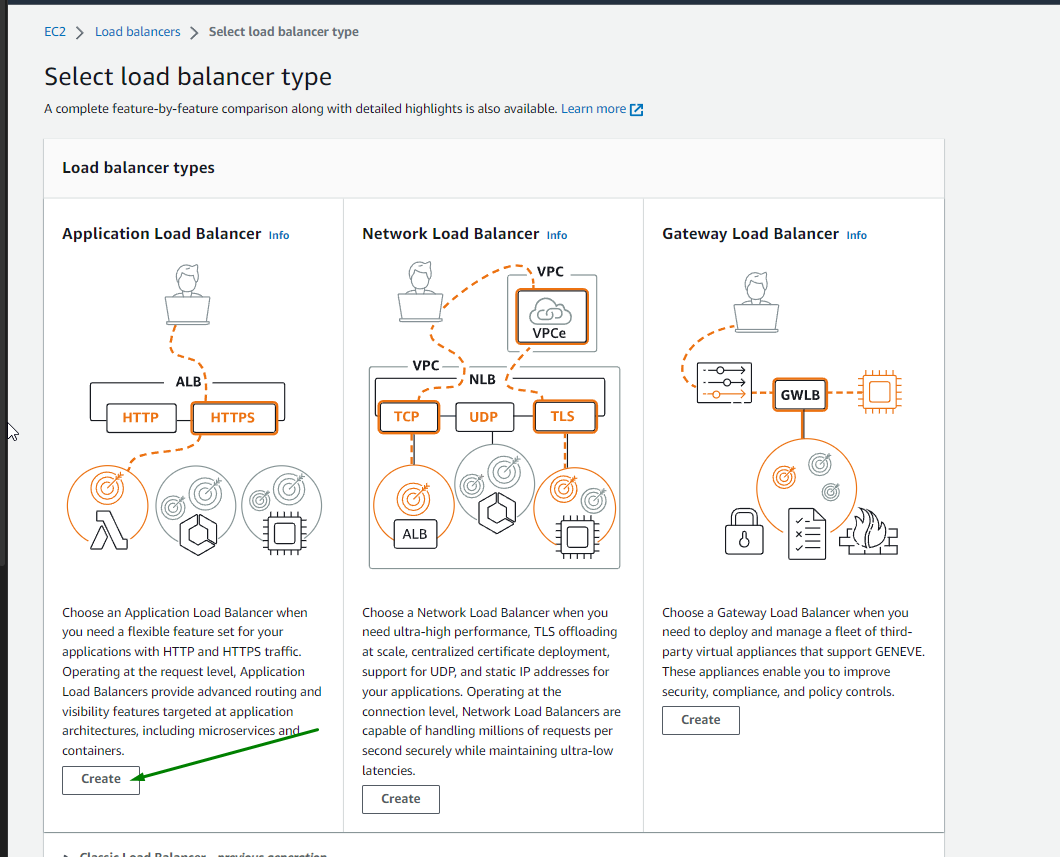 EC2 > Load balancers > Select load balancer type
Select load balancer type
A complete feature-by-feature comparison along with detailed highlights is also available. Learn more
Load balancer types
Application Load Balancer Info
ALB
HTTP
HTTPS
Choose an Application Load Balancer when
you need a flexible feature set for your
applications with HTTP and HTTPS traffic.
Operating at the request level, Application
Load Balancers provide advanced routing and
visibility features targeted at application
architectures, including microservices and
containers.
Create
Network Load Balancer Info
VPC
VPCe
VPC
NLB
TCP
UDP
TLS
ALB
Choose a Network Load Balancer when you
need ultra-high performance, TLS offloading
at scale, centralized certificate deployment,
support for UDP, and static IP addresses for
your applications. Operating at the
connection level, Network Load Balancers are
capable of handling millions of requests per
second securely while maintaining ultra-low
latencies.
Create
Gateway Load Balancer Info
GWLB
Choose a Gateway Load Balancer when you
need to deploy and manage a fleet of third-
party virtual appliances that support GENEVE.
These appliances enable you to improve
security, compliance, and policy controls.
Create
Classic Load Balancer - previous generation